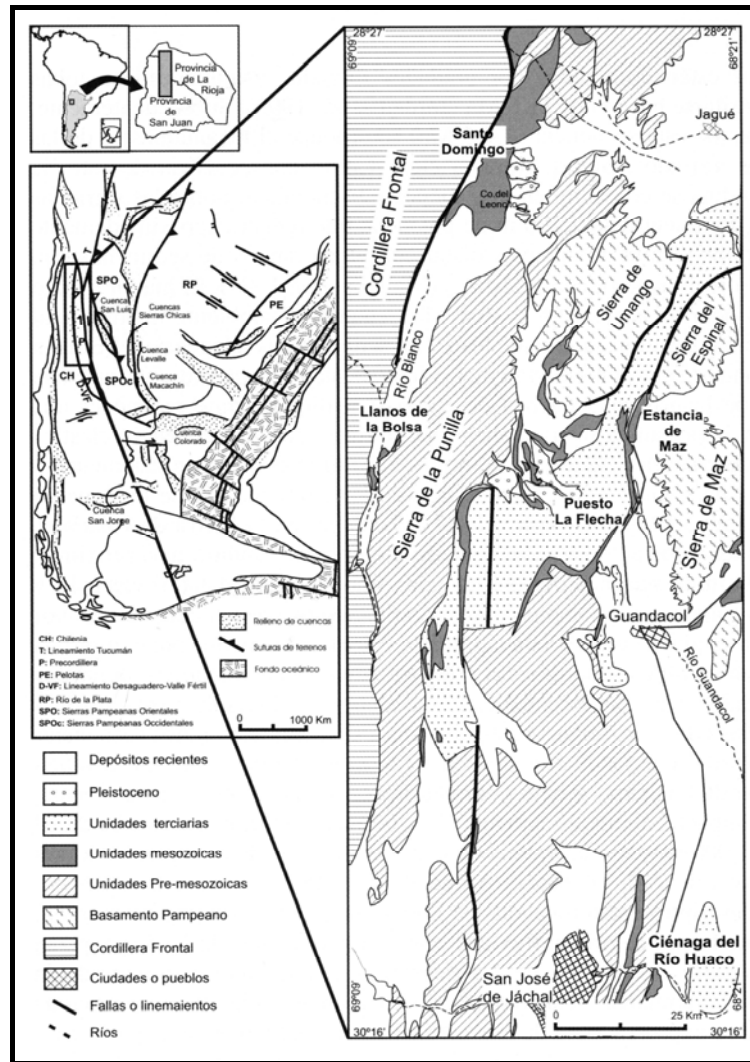 Provincia
de La
Rioja
Provincia
de
San Juan
T
SPO
Cuenca
San Luis
RP
PE
Cuencas
Sierras Chicas
P
Cuenca
Levalle
CH
D-VF
SPOc
Cuenca
Macachín
Cuenca
Colorado
Cuenca
San Jorge
CH: Chilenia
T: Lineamiento Tucumán
P: Precordillera
PE: Pelotas
D-VF: Lineamiento Desaguadero-Valle Fértil
RP: Río de la Plata
SPO: Sierras Pampeanas Orientales
SPOc: Sierras Pampeanas Occidentales
Relleno de cuencas
Suturas de terrenos
Fondo oceánico
0 1000 Km
Depósitos recientes
Pleistoceno
Unidades terciarias
Unidades mesozoicas
Unidades Pre-mesozoicas
Basamento Pampeano
Cordillera Frontal
Ciudades o pueblos
Fallas o linemaientos
Ríos
28°27'
69°09'
28°27'
68°21'
Jagué
Santo
Domingo
Co.del
Leoncito
Cordillera Frontal
Sierra de
Umango
Sierra del
Espinal
Río Blanco
Llanos de
la Bolsa
Sierra de la Punilla
Estancia
de
Maz
Sierra de Maz
Puesto
La Flecha
Guandacol
Río Guandacol
Ciénaga del
Río Huaco
San José
de Jáchal
69°09'
30°16'
68°21'
30°16'
0 25 Km